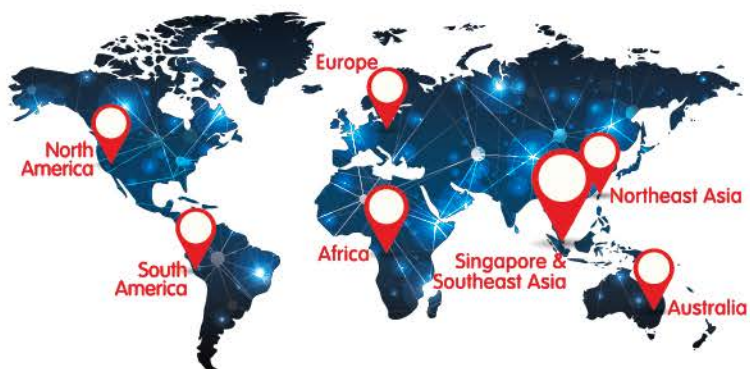 Europe
North
America
Northeast Asia
Africa
Singapore &
Southeast Asia
South
America
Australia